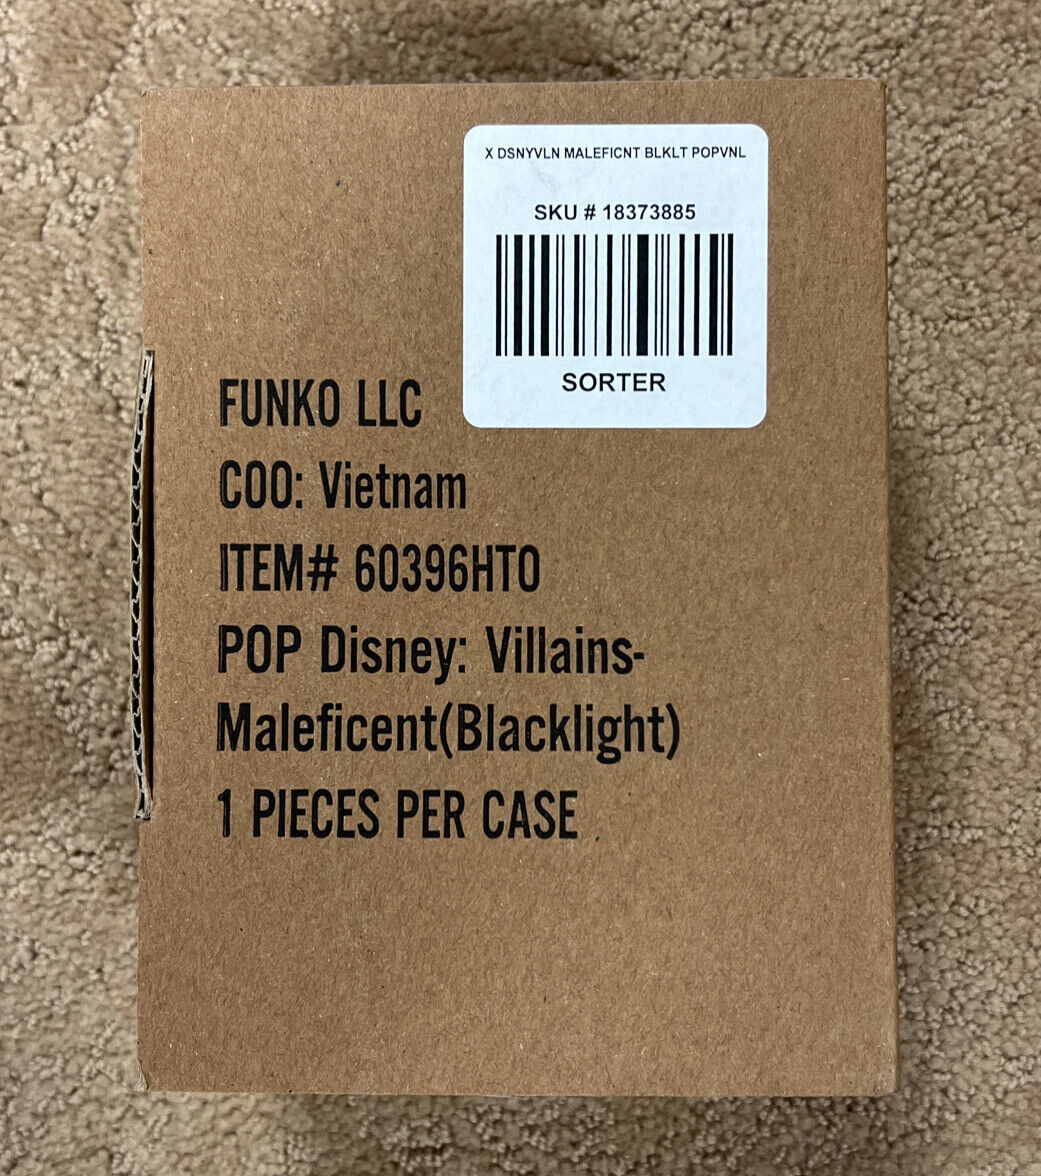 X DSNYVLN MALEFICNT BLKLT POPVNL
SKU # 18373885
SORTER
FUNKO LLC
COO: Vietnam
ITEM# 60396HTO
POP Disney: Villains-
Maleficent(Blacklight)
1 PIECES PER CASE